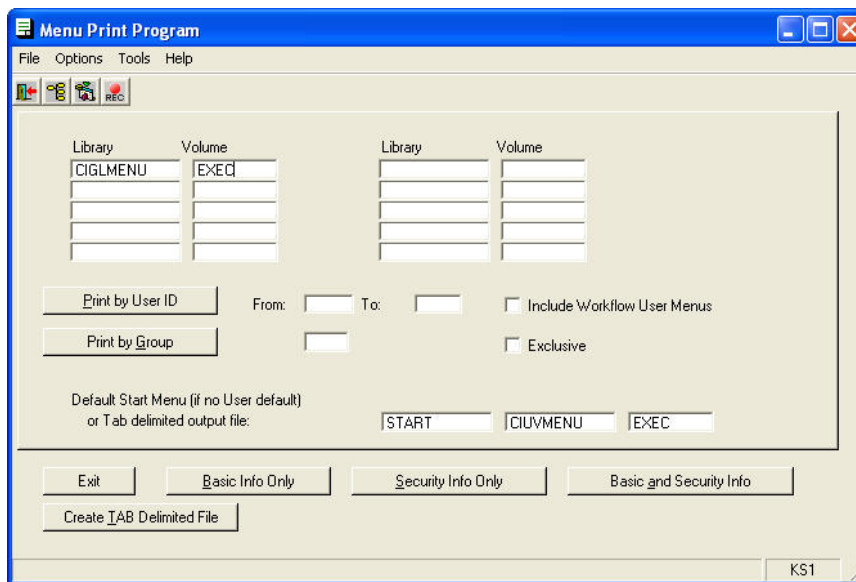 Menu Print Program
File Options Tools Help
REC
Library Volume Library Volume
CIGLMENU EXEC
Print by User ID From: To: Include Workflow User Menus
Print by Group Exclusive
Default Start Menu (if no User default)
or Tab delimited output file: START CIUVMENU EXEC
Exit Basic Info Only Security Info Only Basic and Security Info
Create TAB Delimited File
KS1